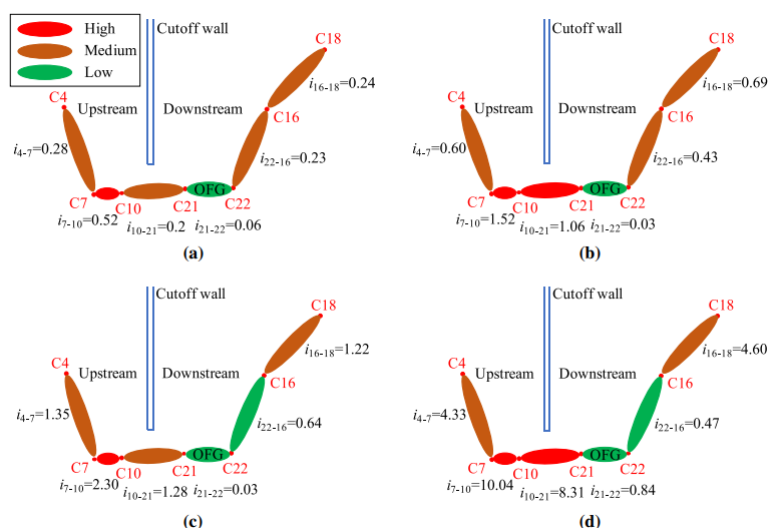 High
Medium
Low
Cutoff wall
C18
i16-18=0.24
C4
Upstream
Downstream
C16
i4-7=0.28
i22-16=0.23
OFG
C7
C10
C21
C22
i7-10=0.52
i10-21=0.2
i21-22=0.06
(a)
Cutoff wall
C18
i16-18=0.69
C4
Upstream
Downstream
C16
i4-7=0.60
i22-16=0.43
OFG
C7
C10
C21
C22
i7-10=1.52
i10-21=1.06
i21-22=0.03
(b)
Cutoff wall
C18
i16-18=1.22
C4
Upstream
Downstream
C16
i4-7=1.35
i22-16=0.64
OFG
C7
C10
C21
C22
i7-10=2.30
i10-21=1.28
i21-22=0.03
(c)
Cutoff wall
C18
i16-18=4.60
C4
Upstream
Downstream
C16
i4-7=4.33
i22-16=0.47
OFG
C7
C10
C21
C22
i7-10=10.04
i10-21=8.31
i21-22=0.84
(d)